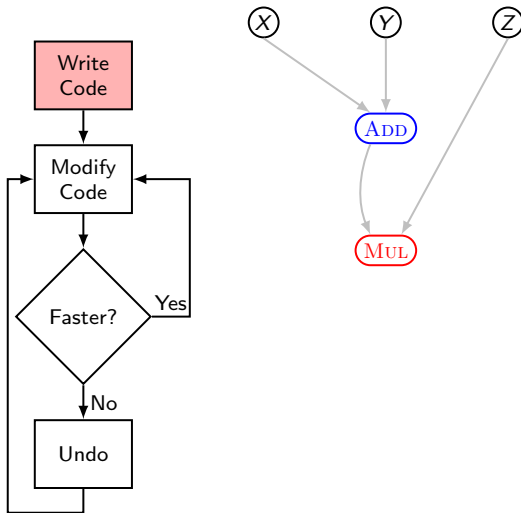 Write
Code
Modify
Code
Faster?
Yes
No
Undo
X
Y
Z
ADD
MUL